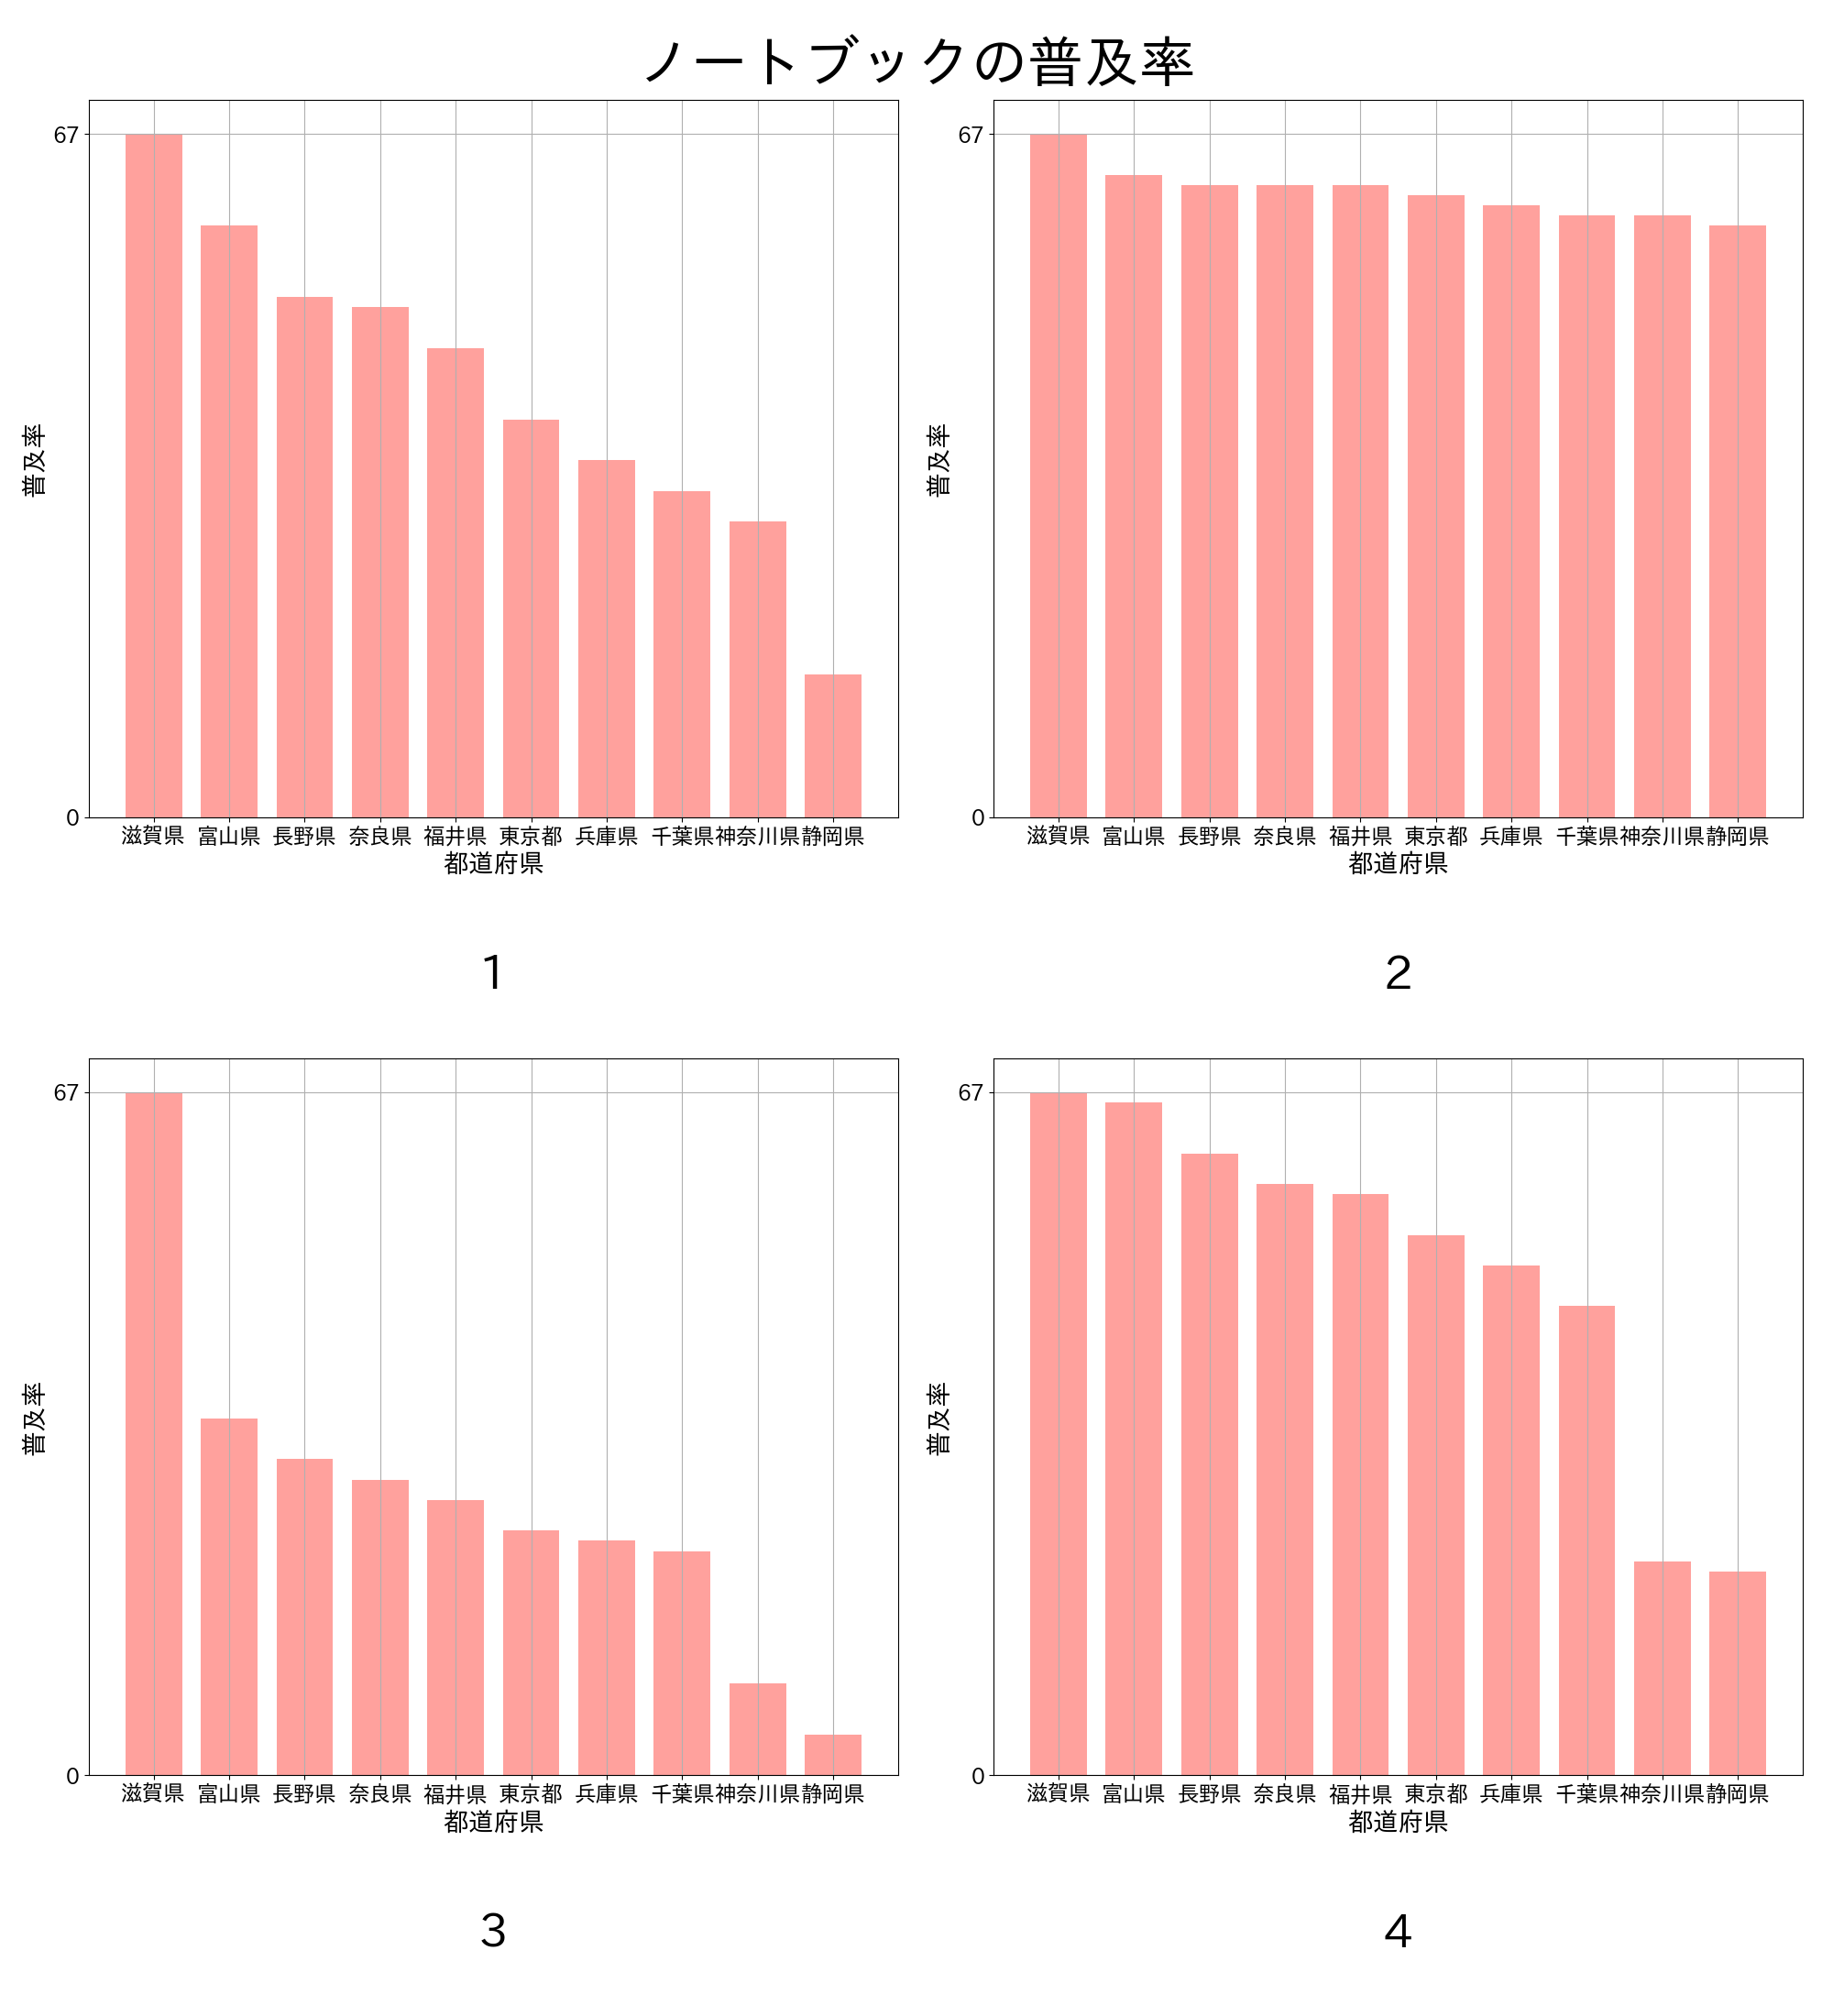 ノートブックの普及率
67
0
普及率
滋賀県 富山県 長野県 奈良県 福井県 東京都 兵庫県 千葉県 神奈川県 静岡県
都道府県
1
67
0
普及率
滋賀県 富山県 長野県 奈良県 福井県 東京都 兵庫県 千葉県 神奈川県 静岡県
都道府県
2
67
0
普及率
滋賀県 富山県 長野県 奈良県 福井県 東京都 兵庫県 千葉県 神奈川県 静岡県
都道府県
3
67
0
普及率
滋賀県 富山県 長野県 奈良県 福井県 東京都 兵庫県 千葉県 神奈川県 静岡県
都道府県
4